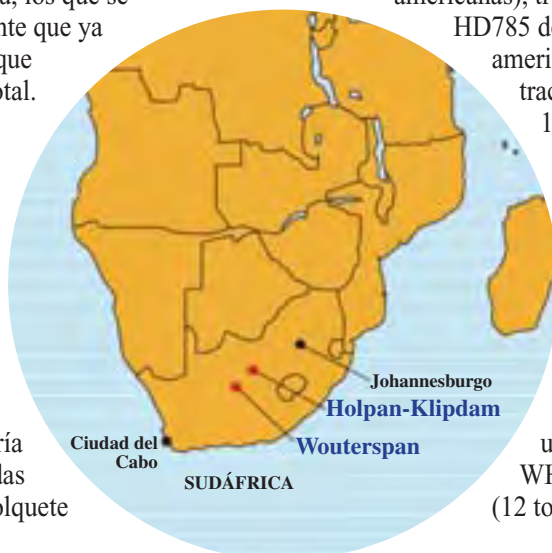 a, los que se
nte que ya
que
otal.
americanas), tr
HD785 de
ameri
trac
1
Johannesburgo
Holpan-Klipdam
Wouterspan
Ciudad del
Cabo
SUDÁFRICA
ría
das
olquete
u
WH
(12 to